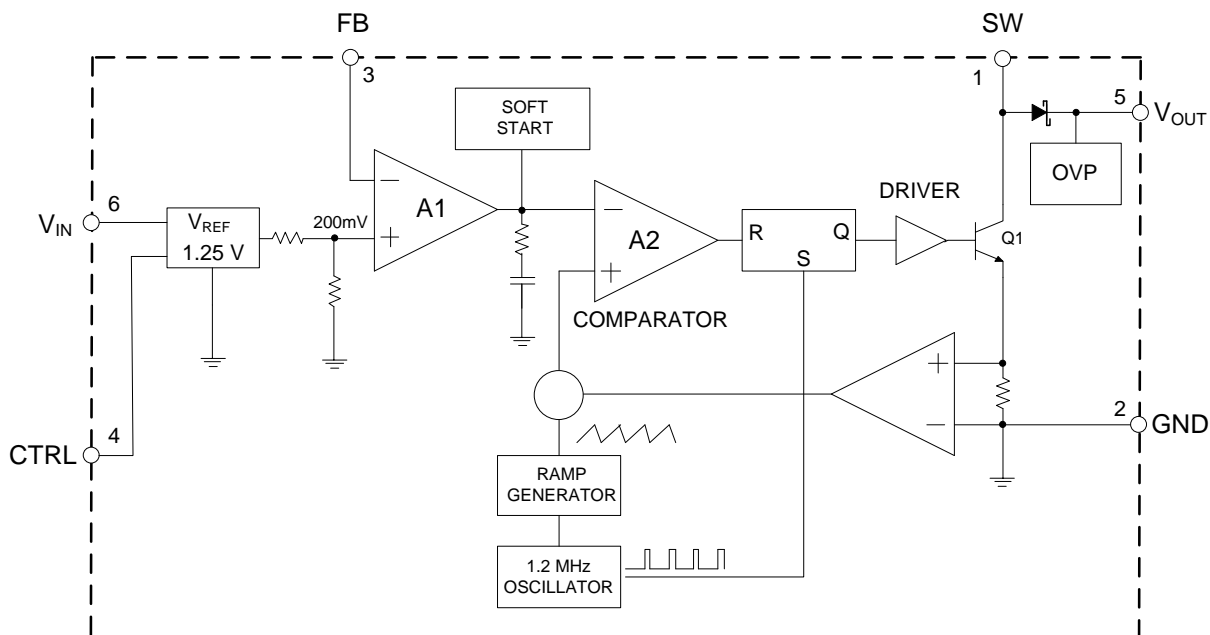 FB
SW
3
1
SOFT
START
5
VOUT
OVP
DRIVER
6
VIN
VREF
1.25 V
200mV
−
A1
+
−
A2
+
R
Q
S
Q1
COMPARATOR
+
−
2
GND
4
CTRL
RAMP
GENERATOR
1.2 MHz
OSCILLATOR